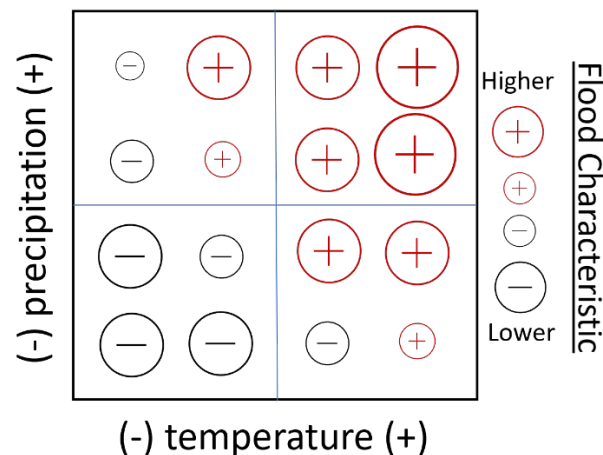 (-) precipitation (+)
(-) temperature (+)
Flood Characteristic
Higher
Lower